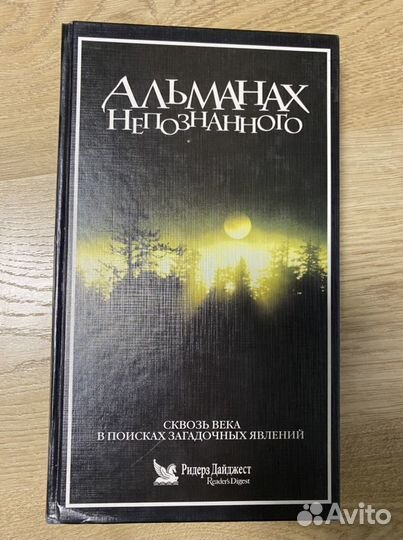 АЛЬМАНАХ
НЕПОЗНАННОГО
СКВОЗЬ ВЕКА
В ПОИСКАХ ЗАГАДОЧНЫХ ЯВЛЕНИЙ
Ридерз Дайджест
Reader's Digest
Avito